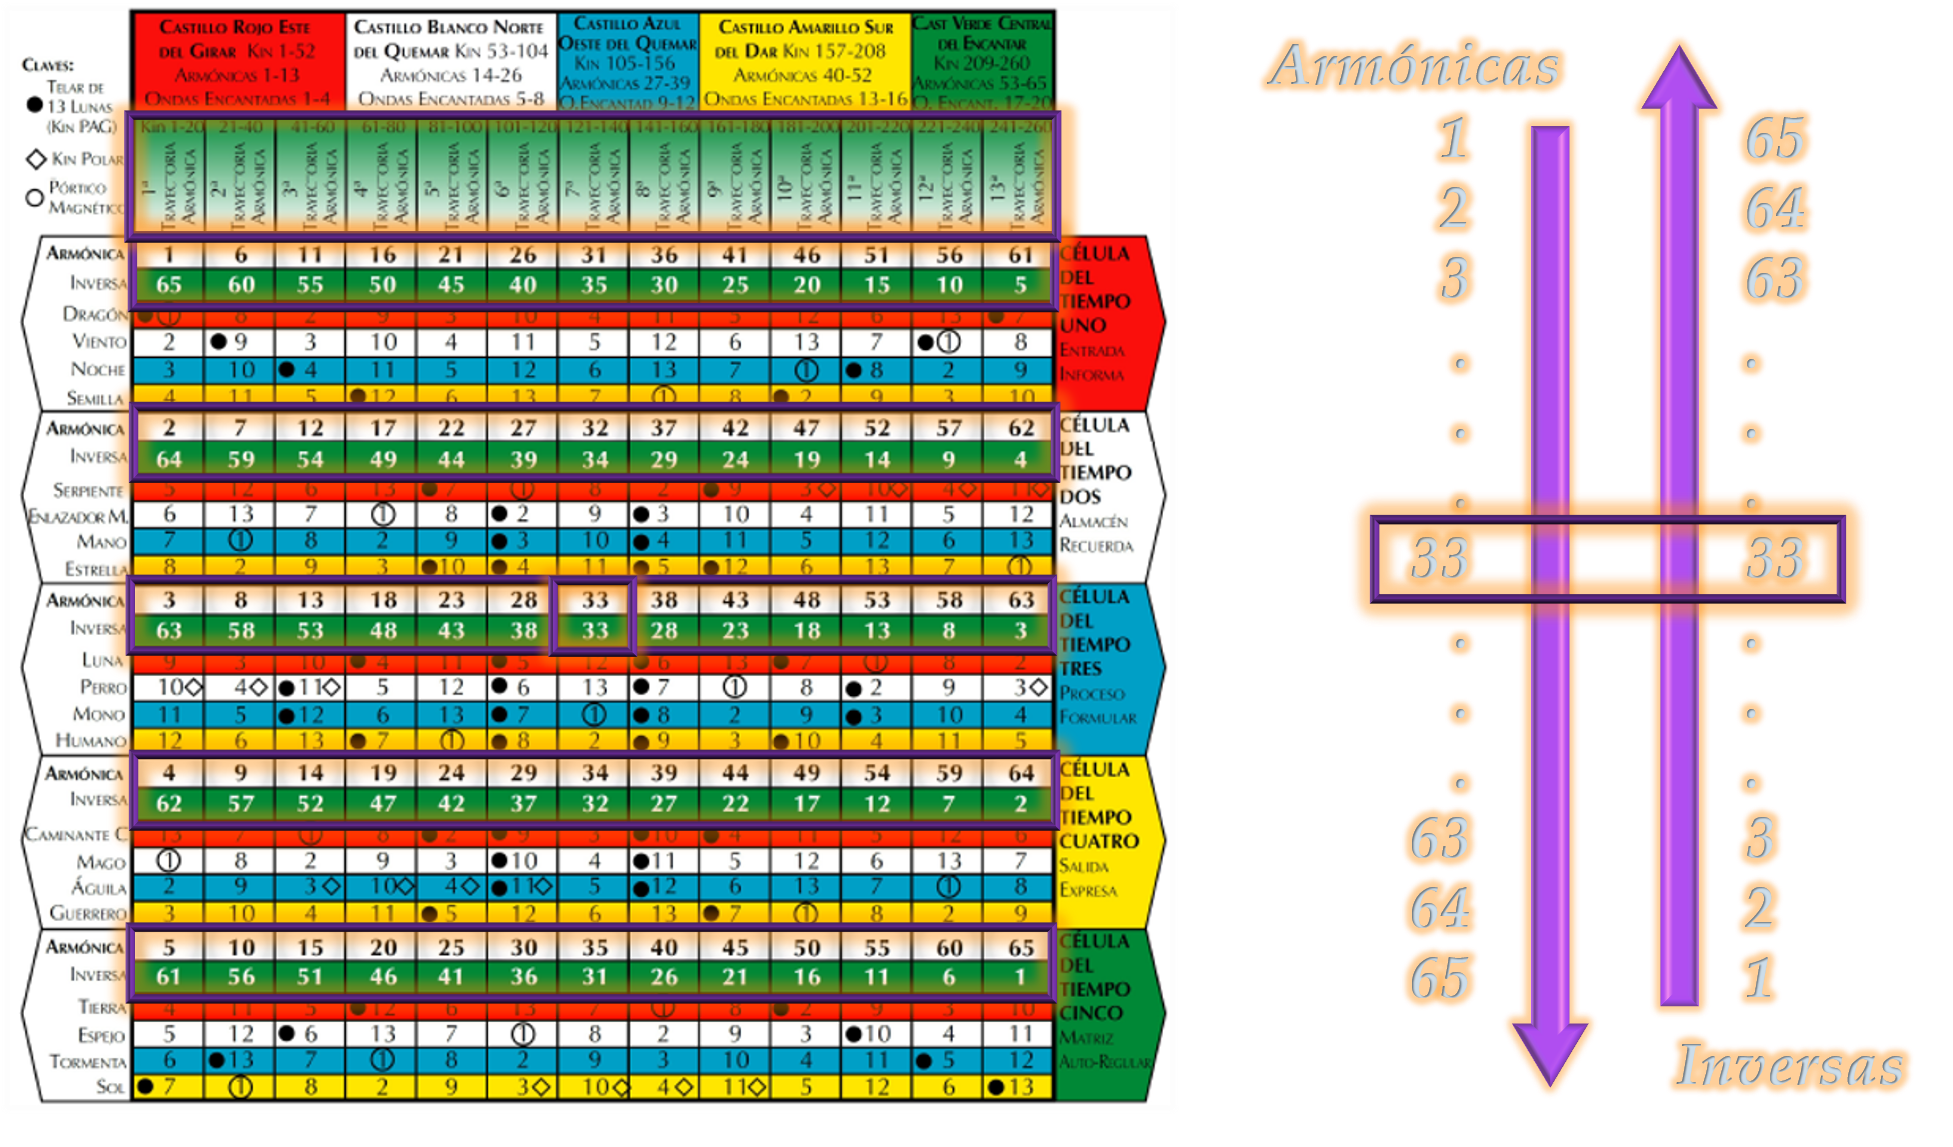 CASTILLO ROJO ESTE
DEL GIRAR KIN 1-52
ARMÓNICAS 1-13
ONDAS ENCANTADAS 1-4
CASTILLO BLANCO NORTE
DEL QUEMAR KIN 53-104
ARMÓNICAS 14-26
ONDAS ENCANTADAS 5-8
CASTILLO AZUL
OESTE DEL QUEMAR
KIN 105-156
ARMÓNICAS 27-39
O.ENCANTAD 9-12
CASTILLO AMARILLO SUR
DEL DAR KIN 157-208
ARMÓNICAS 40-52
ONDAS ENCANTADAS 13-16
CAST VERDE CENTRAL
DEL ENCANTAR
KIN 209-260
ARMÓNICAS 53-65
O. ENCANT. 17-20
CLAVES:
TELAR DE
13 LUNAS
(KIN PAG)
KIN POLAR
PÓRTICO
MAGNÉTICO
KIN 1-20 21-40 41-60 61-80 81-100 101-120 121-140 141-160 161-180 181-200 201-220 221-240 241-260
1ª TRAYECTORIA ARMÓNICA
2ª TRAYECTORIA ARMÓNICA
3ª TRAYECTORIA ARMÓNICA
4ª TRAYECTORIA ARMÓNICA
5ª TRAYECTORIA ARMÓNICA
6ª TRAYECTORIA ARMÓNICA
7ª TRAYECTORIA ARMÓNICA
8ª TRAYECTORIA ARMÓNICA
9ª TRAYECTORIA ARMÓNICA
10ª TRAYECTORIA ARMÓNICA
11ª TRAYECTORIA ARMÓNICA
12ª TRAYECTORIA ARMÓNICA
13ª TRAYECTORIA ARMÓNICA
ARMÓNICA 1 6 11 16 21 26 31 36 41 46 51 56 61
INVERSA 65 60 55 50 45 40 35 30 25 20 15 10 5
DRAGÓN 1 8 2 9 3 10 4 11 5 12 6 13 7
VIENTO 2 9 3 10 4 11 5 12 6 13 7 1 8
NOCHE 3 10 4 11 5 12 6 13 7 1 8 2 9
SEMILLA 4 11 5 12 6 13 7 1 8 2 9 3 10
CÉLULA
DEL
TIEMPO
UNO
ENTRADA
INFORMA
ARMÓNICA 2 7 12 17 22 27 32 37 42 47 52 57 62
INVERSA 64 59 54 49 44 39 34 29 24 19 14 9 4
SERPIENTE 5 12 6 13 7 1 8 2 9 3 10 4 11
ENLAZADOR M. 6 13 7 1 8 2 9 3 10 4 11 5 12
MANO 7 1 8 2 9 3 10 4 11 5 12 6 13
ESTRELLA 8 2 9 3 10 4 11 5 12 6 13 7 1
CÉLULA
DEL
TIEMPO
DOS
ALMACÉN
RECUERDA
ARMÓNICA 3 8 13 18 23 28 33 38 43 48 53 58 63
INVERSA 63 58 53 48 43 38 33 28 23 18 13 8 3
LUNA 9 3 10 4 11 5 12 6 13 7 1 8 2
PERRO 10 4 11 5 12 6 13 7 1 8 2 9 3
MONO 11 5 12 6 13 7 1 8 2 9 3 10 4
HUMANO 12 6 13 7 1 8 2 9 3 10 4 11 5
CÉLULA
DEL
TIEMPO
TRES
PROCESO
FORMULAR
ARMÓNICA 4 9 14 19 24 29 34 39 44 49 54 59 64
INVERSA 62 57 52 47 42 37 32 27 22 17 12 7 2
CAMINANTE C 13 7 1 8 2 9 3 10 4 11 5 12 6
MAGO 1 8 2 9 3 10 4 11 5 12 6 13 7
ÁGUILA 2 9 3 10 4 11 5 12 6 13 7 1 8
GUERRERO 3 10 4 11 5 12 6 13 7 1 8 2 9
CÉLULA
DEL
TIEMPO
CUATRO
SALIDA
EXPRESA
ARMÓNICA 5 10 15 20 25 30 35 40 45 50 55 60 65
INVERSA 61 56 51 46 41 36 31 26 21 16 11 6 1
TIERRA 4 11 5 12 6 13 7 1 8 2 9 3 10
ESPEJO 5 12 6 13 7 1 8 2 9 3 10 4 11
TORMENTA 6 13 7 1 8 2 9 3 10 4 11 5 12
SOL 7 1 8 2 9 3 10 4 11 5 12 6 13
CÉLULA
DEL
TIEMPO
CINCO
MATRIZ
AUTO-REGULAR
Armónicas
1 65
2 64
3 63
33 33
63 3
64 2
65 1
Inversas